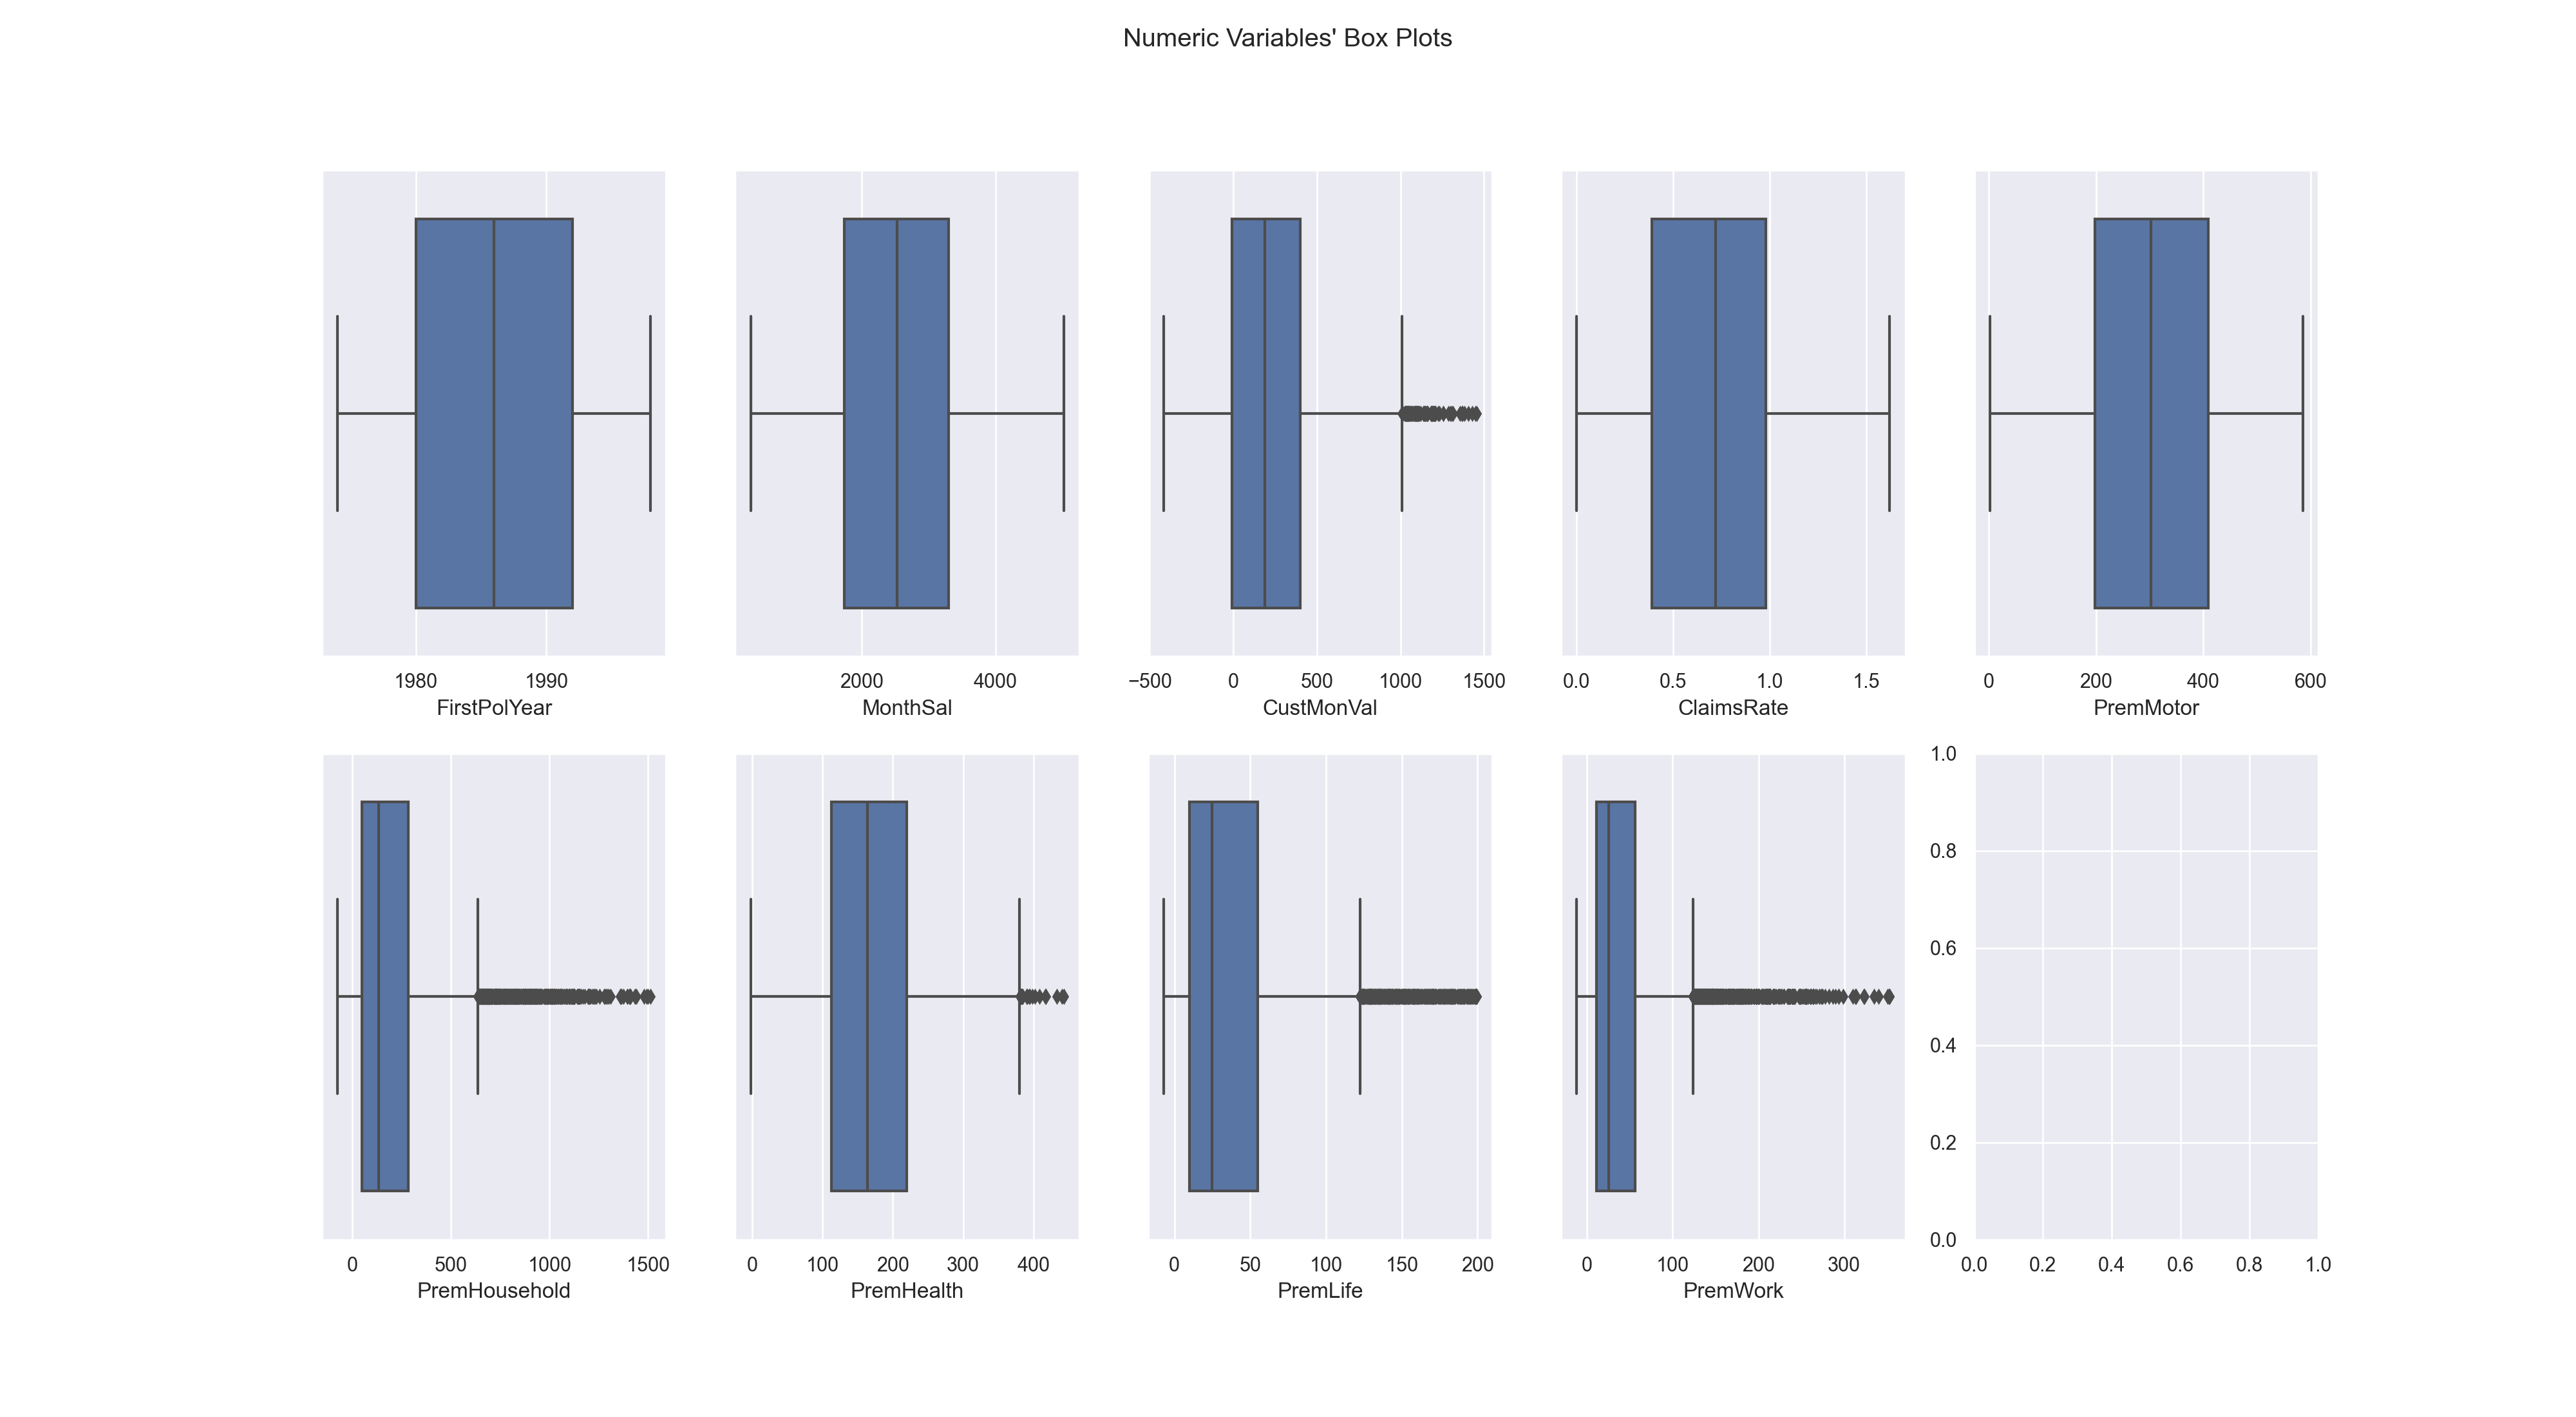 Numeric Variables' Box Plots
1980 1990
FirstPolYear
2000 4000
MonthSal
−500 0 500 1000 1500
CustMonVal
0.0 0.5 1.0 1.5
ClaimsRate
0 200 400 600
PremMotor
0 500 1000 1500
PremHousehold
0 100 200 300 400
PremHealth
0 50 100 150 200
PremLife
0 100 200 300
PremWork
1.0
0.8
0.6
0.4
0.2
0.0
0.0 0.2 0.4 0.6 0.8 1.0